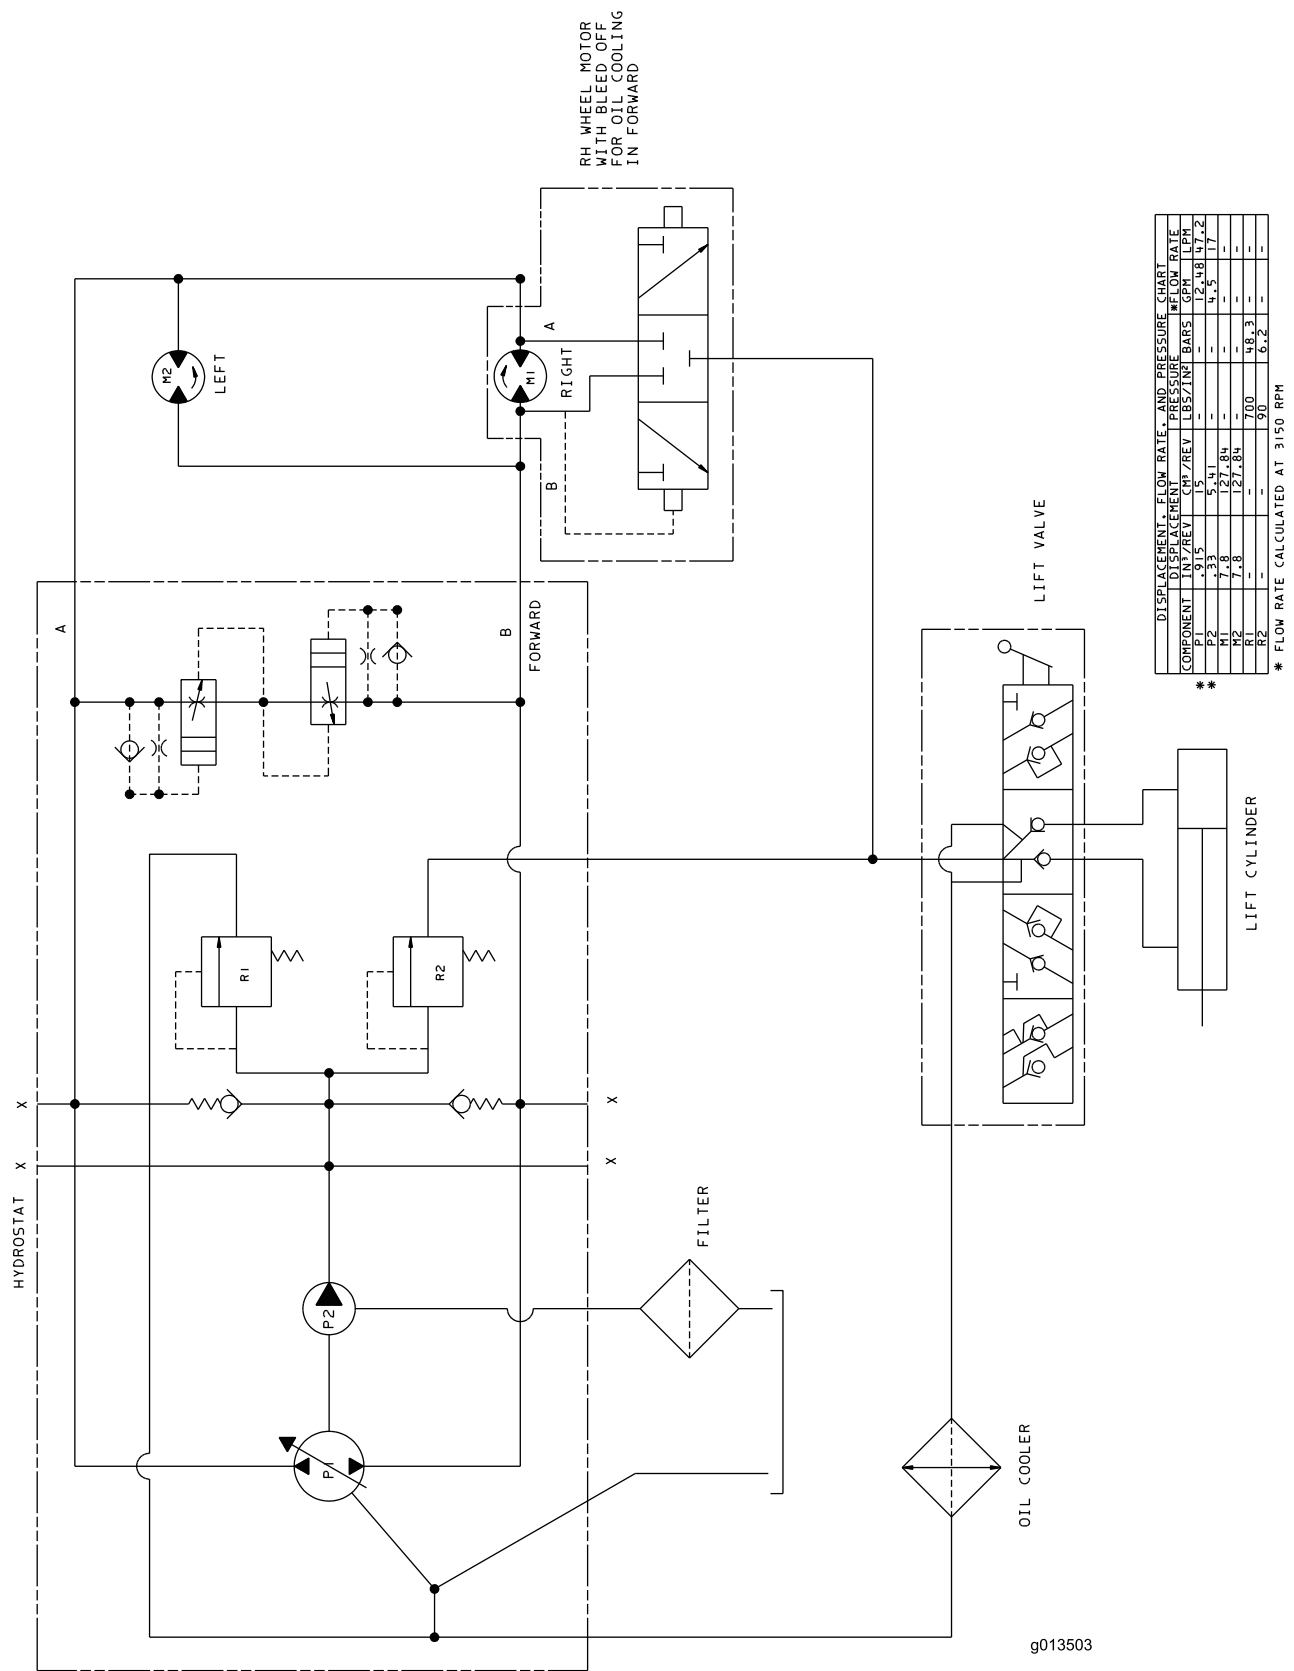 HYDROSTAT
X
X
A
X
X
B
FORWARD
P1
P2
R1
R2
FILTER
M2
LEFT
M1
RIGHT
A
B
RH WHEEL MOTOR
WITH BLEED OFF
FOR OIL COOLING
IN FORWARD
OIL COOLER
LIFT VALVE
LIFT CYLINDER
DISPLACEMENT, FLOW RATE, AND PRESSURE CHART
DISPLACEMENT PRESSURE *FLOW RATE
COMPONENT IN³/REV CM³/REV LBS/IN² BARS GPM LPM
* P1 .915 15 - - 12.48 47.2
* P2 .33 5.41 - - 4.5 17
M1 7.8 127.84 - - - -
M2 7.8 127.84 - - - -
R1 - - 700 48.3 - -
R2 - - 90 6.2 - -
* FLOW RATE CALCULATED AT 3150 RPM
g013503